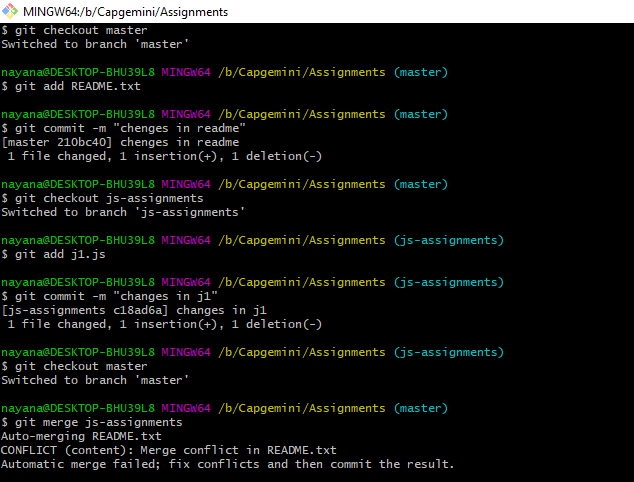 MINGW64:/b/Capgemini/Assignments
$ git checkout master
Switched to branch 'master'
nayana@DESKTOP-BHU39L8 MINGW64 /b/Capgemini/Assignments (master)
$ git add README.txt
nayana@DESKTOP-BHU39L8 MINGW64 /b/Capgemini/Assignments (master)
$ git commit -m "chenges in readme"
[master 210bc40] chenges in readme
1 file changed, 1 insertion(+), 1 deletion(-)
nayana@DESKTOP-BHU39L8 MINGW64 /b/Capgemini/Assignments (master)
$ git checkout js-assignments
Switched to branch 'js-assignments'
nayana@DESKTOP-BHU39L8 MINGW64 /b/Capgemini/Assignments (js-assignments)
$ git add j1.js
nayana@DESKTOP-BHU39L8 MINGW64 /b/Capgemini/Assignments (js-assignments)
$ git commit -m "changes in j1"
[js-assignments c18ad6a] changes in j1
1 file changed, 1 insertion(+), 1 deletion(-)
nayana@DESKTOP-BHU39L8 MINGW64 /b/Capgemini/Assignments (js-assignments)
$ git checkout master
Switched to branch 'master'
nayana@DESKTOP-BHU39L8 MINGW64 /b/Capgemini/Assignments (master)
$ git merge js-assignments
Auto-merging README.txt
CONFLICT (content): Merge conflict in README.txt
Automatic merge failed; fix conflicts and then commit the result.